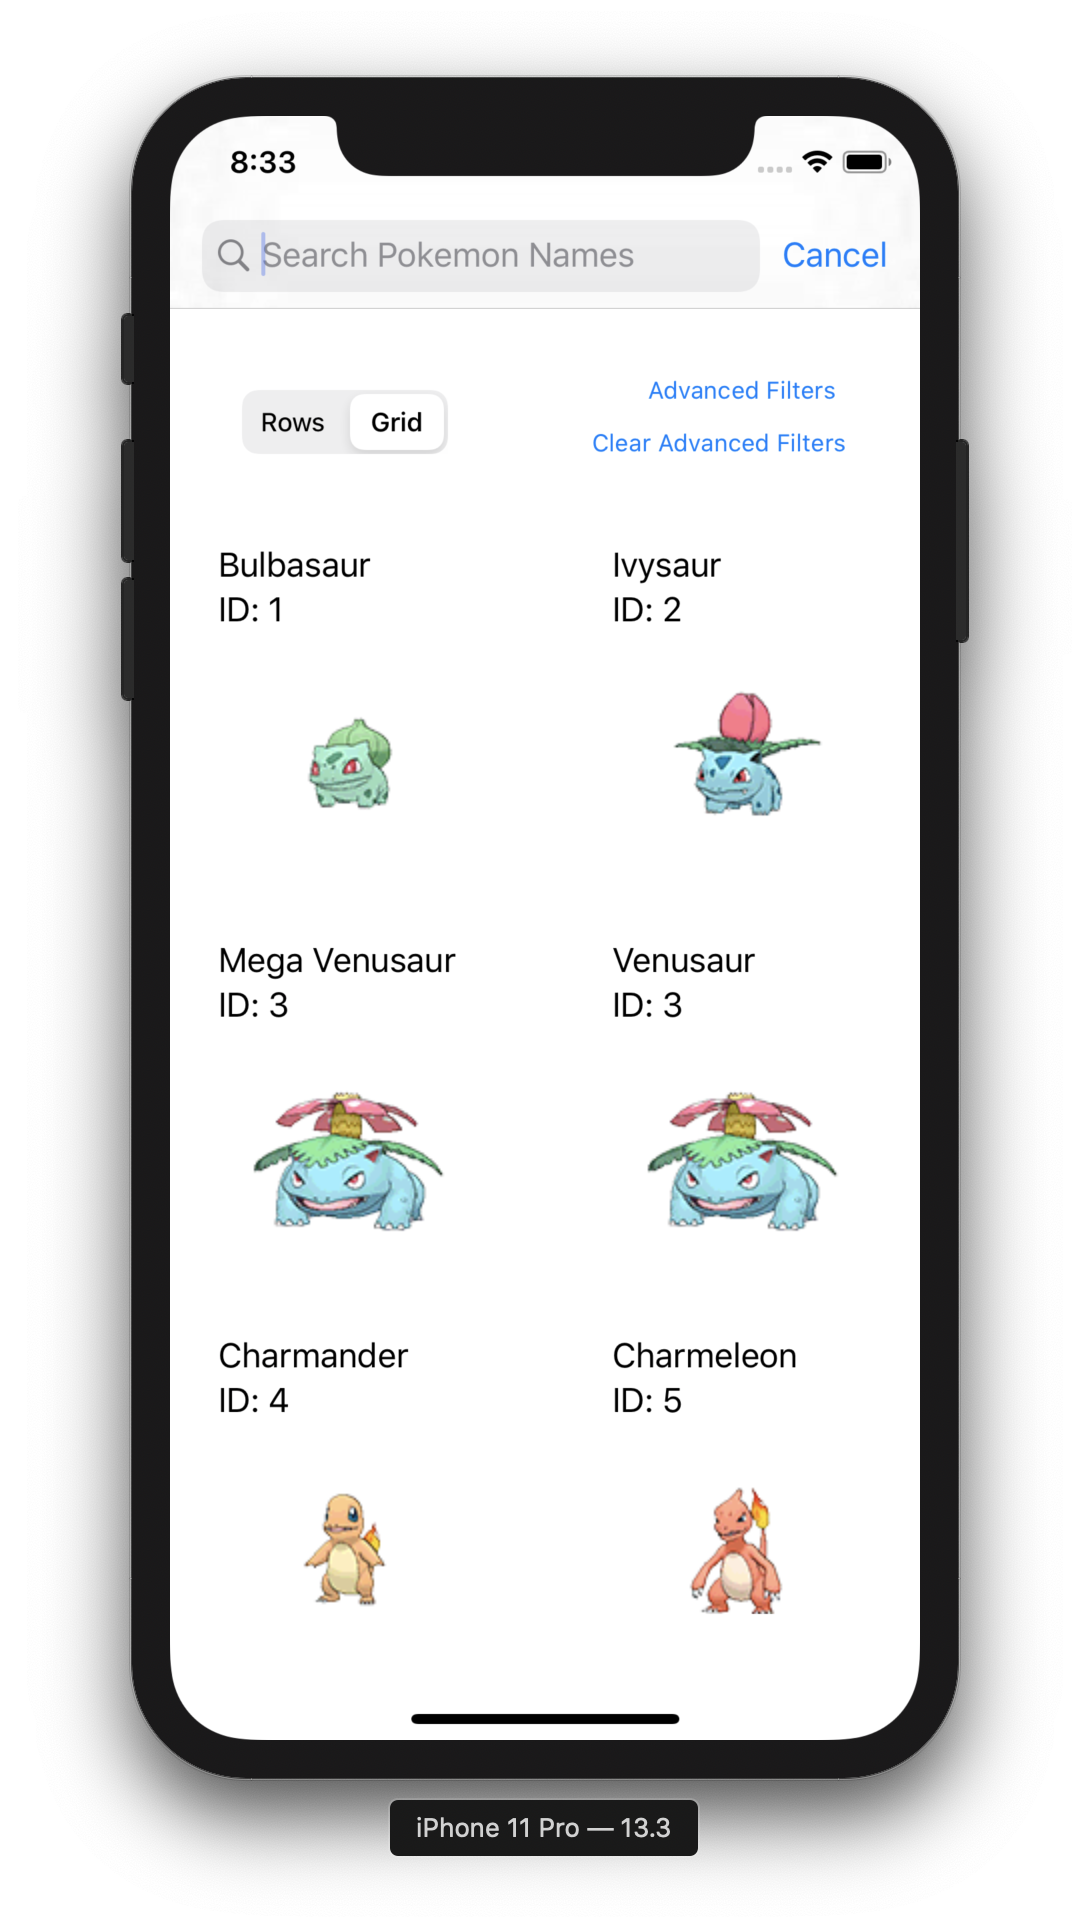 8:33
Search Pokemon Names
Cancel
Rows
Grid
Advanced Filters
Clear Advanced Filters
Bulbasaur
ID: 1
Ivysaur
ID: 2
Mega Venusaur
ID: 3
Venusaur
ID: 3
Charmander
ID: 4
Charmeleon
ID: 5
iPhone 11 Pro — 13.3